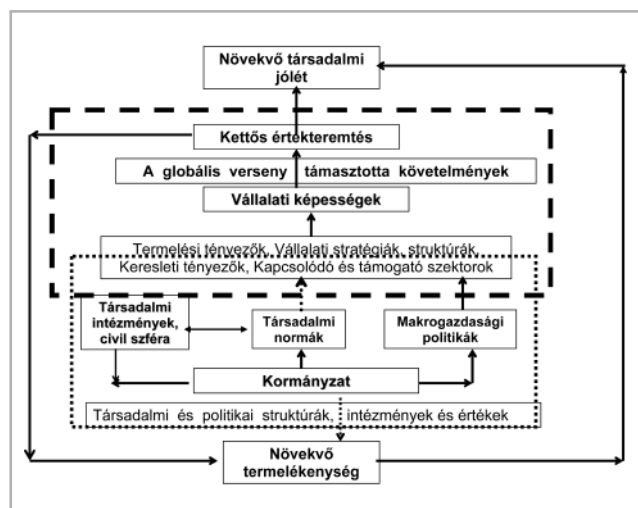 Növekvő társadalmi
jólét
Kettős értékteremtés
A globális verseny támasztotta követelmények
Vállalati képességek
Termelési tényezők, Vállalati stratégiák, struktúrák,
Keresleti tényezők, Kapcsolódó és támogató szektorok
Társadalmi
intézmények,
civil szféra
Társadalmi
normák
Makrogazdasági
politikák
Kormányzat
Társadalmi és politikai struktúrák, intézmények és értékek
Növekvő
termelékenység